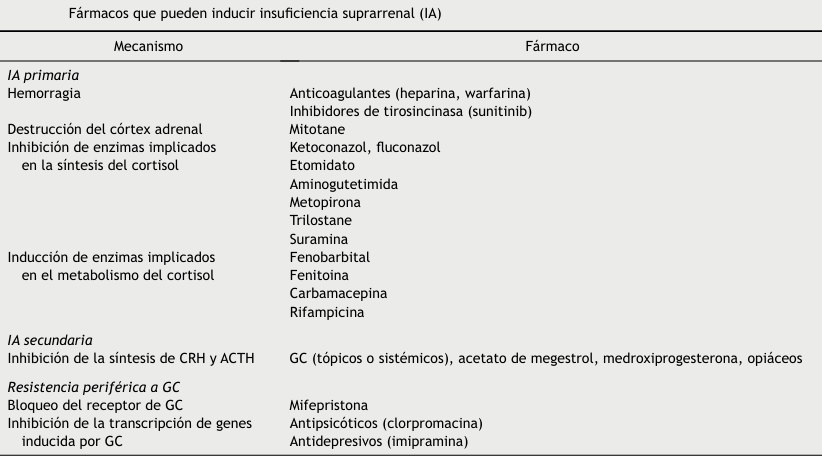 Fármacos que pueden inducir insuficiencia suprarrenal (IA)
Mecanismo Fármaco
IA primaria
Hemorragia Anticoagulantes (heparina, warfarina)
Inhibidores de tirosincinasa (sunitinib)
Destrucción del córtex adrenal Mitotane
Inhibición de enzimas implicados Ketoconazol, fluconazol
en la síntesis del cortisol Etomidato
Aminogutetimida
Metopirona
Trilostane
Suramina
Inducción de enzimas implicados Fenobarbital
en el metabolismo del cortisol Fenitoina
Carbamacepina
Rifampicina
IA secundaria
Inhibición de la síntesis de CRH y ACTH GC (tópicos o sistémicos), acetato de megestrol, medroxiprogesterona, opiáceos
Resistencia periférica a GC
Bloqueo del receptor de GC Mifepristona
Inhibición de la transcripción de genes Antipsicóticos (clorpromacina)
inducida por GC Antidepresivos (imipramina)